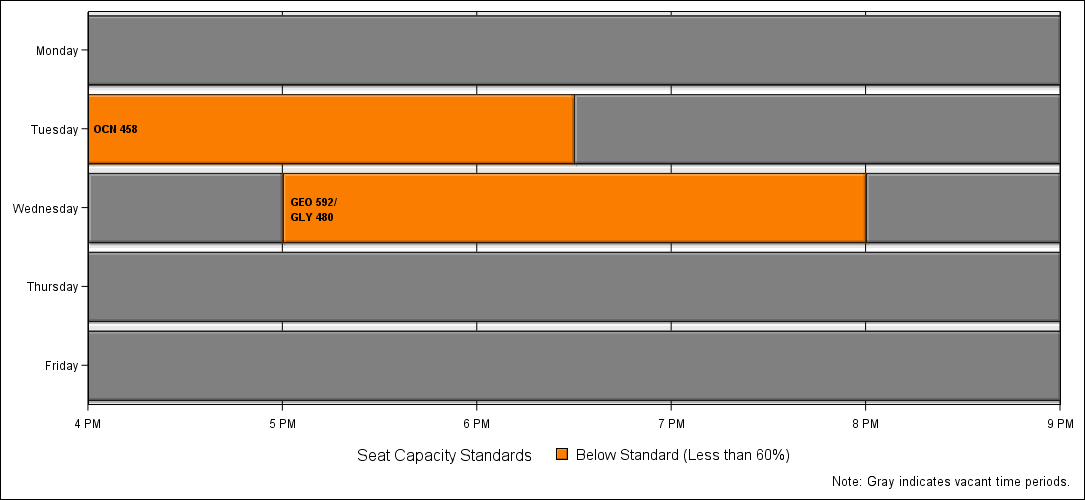 Monday
Tuesday
OCN 458
Wednesday
GEO 592/
GLY 480
Thursday
Friday
4 PM 5 PM 6 PM 7 PM 8 PM 9 PM
Seat Capacity Standards Below Standard (Less than 60%)
Note: Gray indicates vacant time periods.